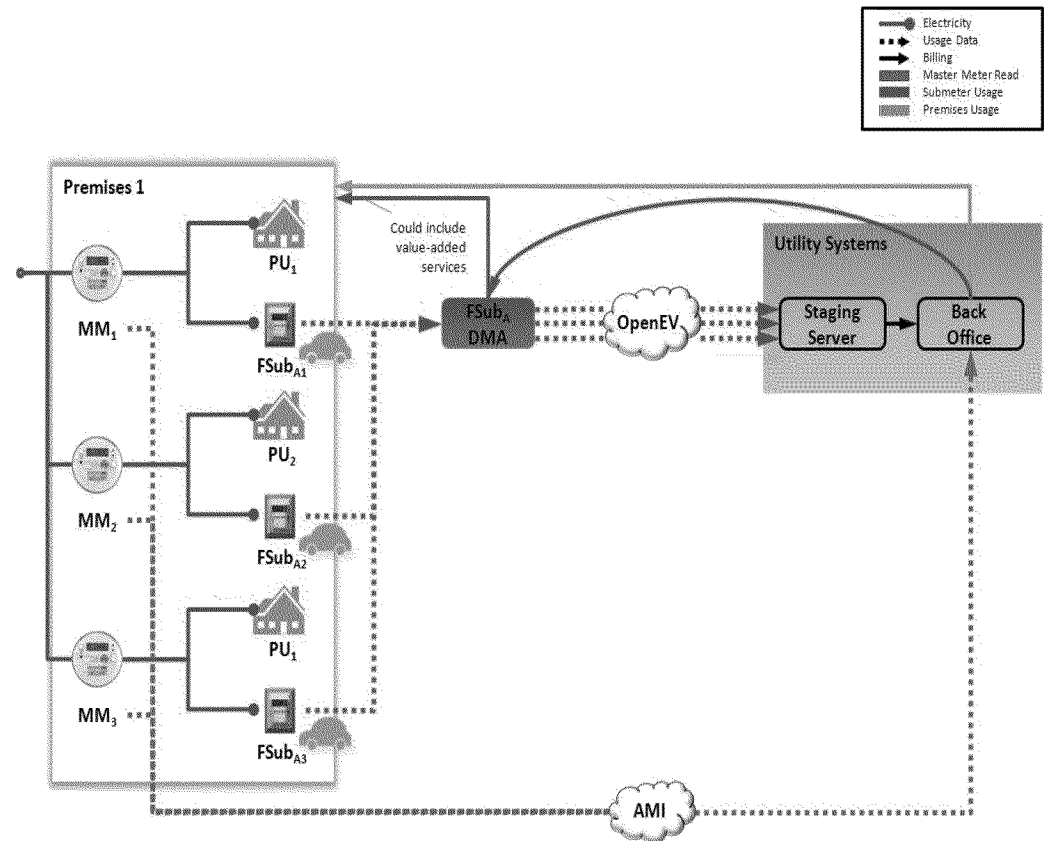 Electricity
Usage Data
Billing
Master Meter Read
Submeter Usage
Premises Usage
Premises 1
PU1
MM1
FSubA1
PU2
MM2
FSubA2
PU1
MM3
FSubA3
Could include
value-added
services
FSubA
DMA
OpenEV
Utility Systems
Staging
Server
Back
Office
AMI